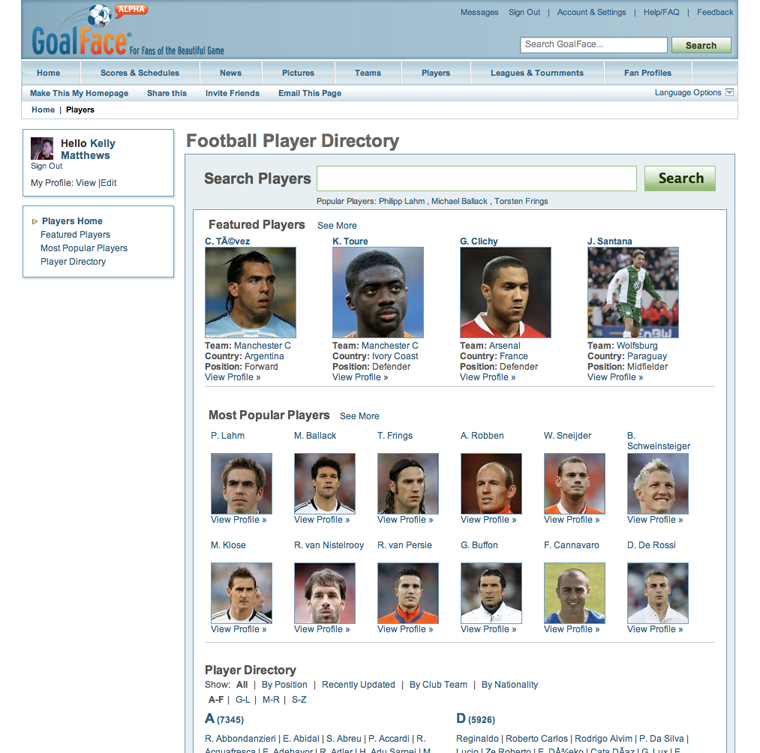 ALPHA
GoalFace
For Fans of the Beautiful Game
Messages Sign Out | Account & Settings | Help/FAQ | Feedback
Search GoalFace... Search
Home Scores & Schedules News Pictures Teams Players Leagues & Tournments Fan Profiles
Make This My Homepage Share this Invite Friends Email This Page Language Options
Home | Players
Hello Kelly
Matthews
Sign Out
My Profile: View |Edit
Players Home
Featured Players
Most Popular Players
Player Directory
Football Player Directory
Search Players Search
Popular Players: Philipp Lahm , Michael Ballack , Torsten Frings
Featured Players See More
C. TÃ©vez K. Toure G. Clichy J. Santana
Team: Manchester C Team: Manchester C Team: Arsenal Team: Wolfsburg
Country: Argentina Country: Ivory Coast Country: France Country: Paraguay
Position: Forward Position: Defender Position: Defender Position: Midfielder
View Profile » View Profile » View Profile » View Profile »
Most Popular Players See More
P. Lahm M. Ballack T. Frings A. Robben W. Sneijder B.
Schweinsteiger
View Profile » View Profile » View Profile » View Profile » View Profile » View Profile »
M. Klose R. van Nistelrooy R. van Persie G. Buffon F. Cannavaro D. De Rossi
View Profile » View Profile » View Profile » View Profile » View Profile » View Profile »
Player Directory
Show: All | By Position | Recently Updated | By Club Team | By Nationality
A-F | G-L | M-R | S-Z
A (7345)
R. Abbondanzieri | E. Abidal | S. Abreu | P. Accardi | R.
Acquafresca | E. Adebayor | R. Adler | H. Adu Sarpei | M.
D (5926)
Reginaldo | Roberto Carlos | Rodrigo Alvim | P. Da Silva |
Lucio | Ze Roberto | E. DÅ¾eko | Cata DÃ­az | G. Lux | F.